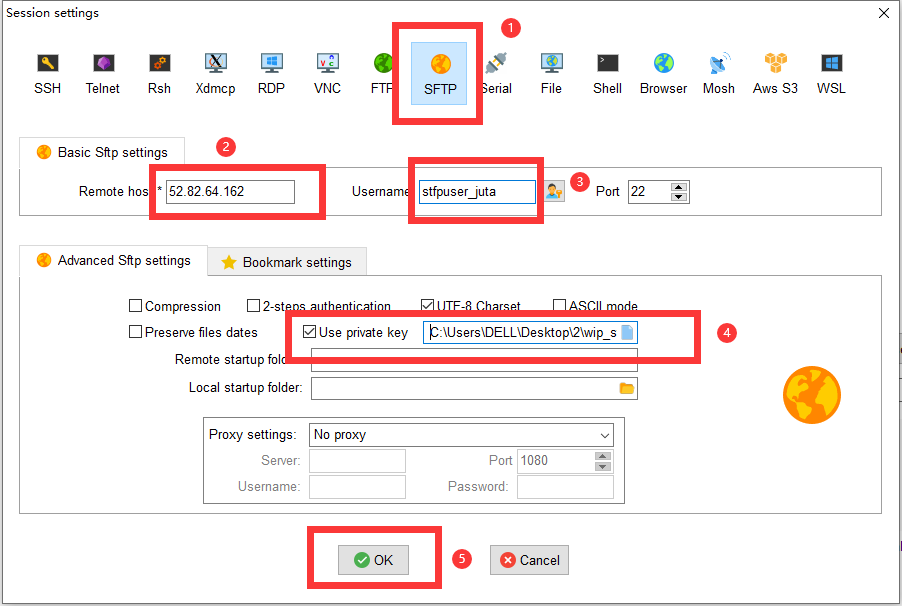 Session settings
1
SSH Telnet Rsh Xdmcp RDP VNC FTP SFTP Serial File Shell Browser Mosh Aws S3 WSL
Basic Sftp settings
2
Remote hos * 52.82.64.162 Username stfpuser_juta 3 Port 22
Advanced Sftp settings Bookmark settings
Compression 2-steps authentication UTF-8 Charset ASCII mode
Preserve files dates Use private key C:\Users\DELL\Desktop\2\wip_s 4
Remote startup fold
Local startup folder:
Proxy settings: No proxy
Server: Port 1080
Username: Password:
OK 5 Cancel